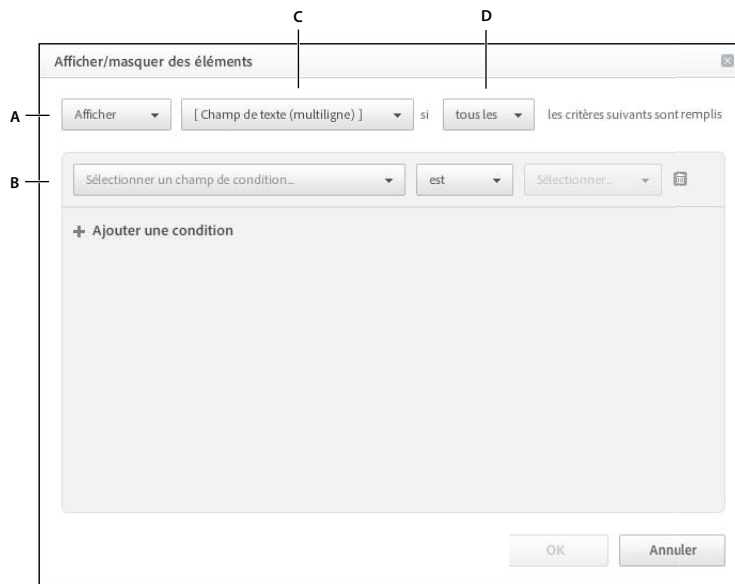 C
D
Afficher/masquer des éléments
A
Afficher
[ Champ de texte (multiligne) ]
si
tous les
les critères suivants sont remplis
B
Sélectionner un champ de condition...
est
Sélectionner...
Ajouter une condition
OK
Annuler